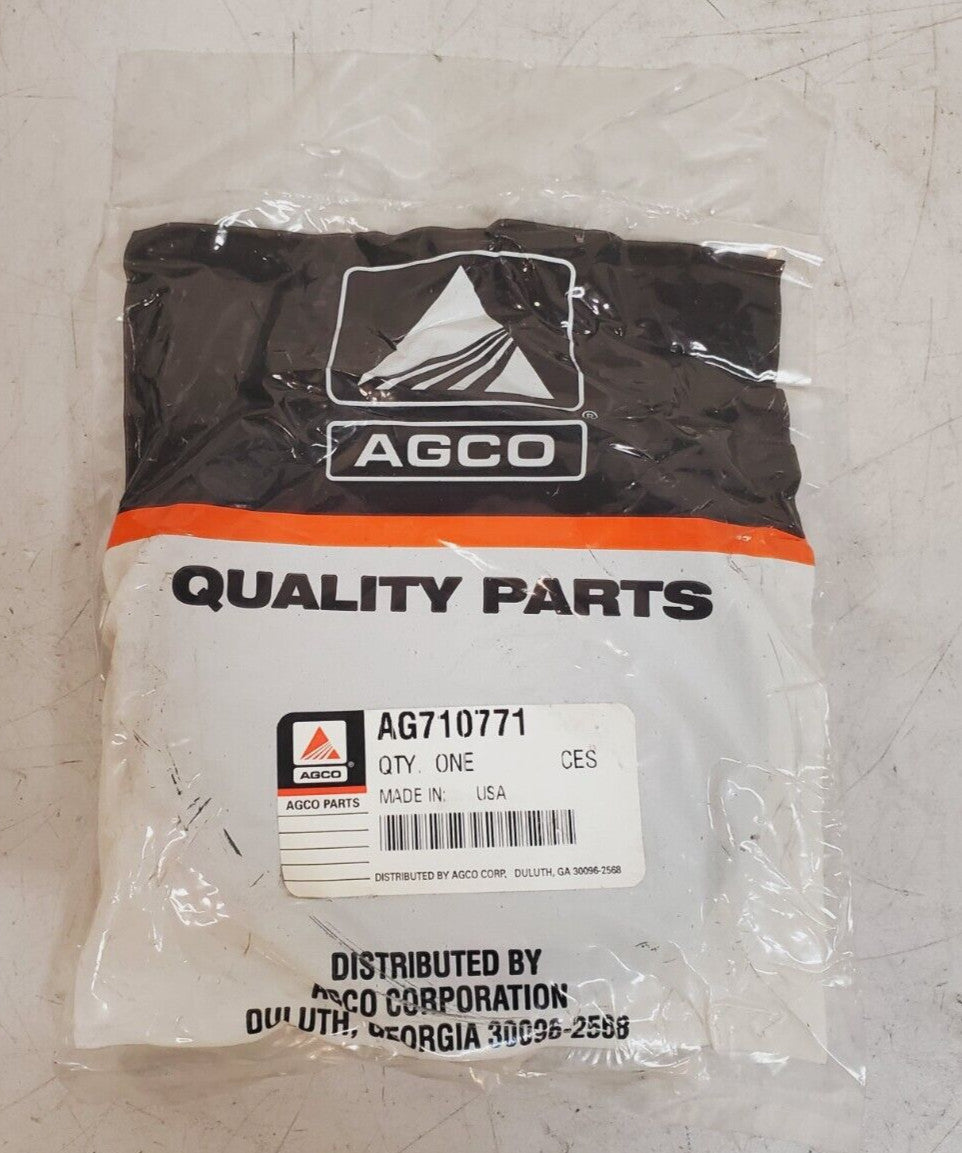 AGCO
®
QUALITY PARTS
AG710771
QTY. ONE CES
MADE IN: USA
AGCO ®
AGCO PARTS
DISTRIBUTED BY AGCO CORP. DULUTH, GA 30096-2568
DISTRIBUTED BY
AGCO CORPORATION
DULUTH, GEORGIA 30096-2568